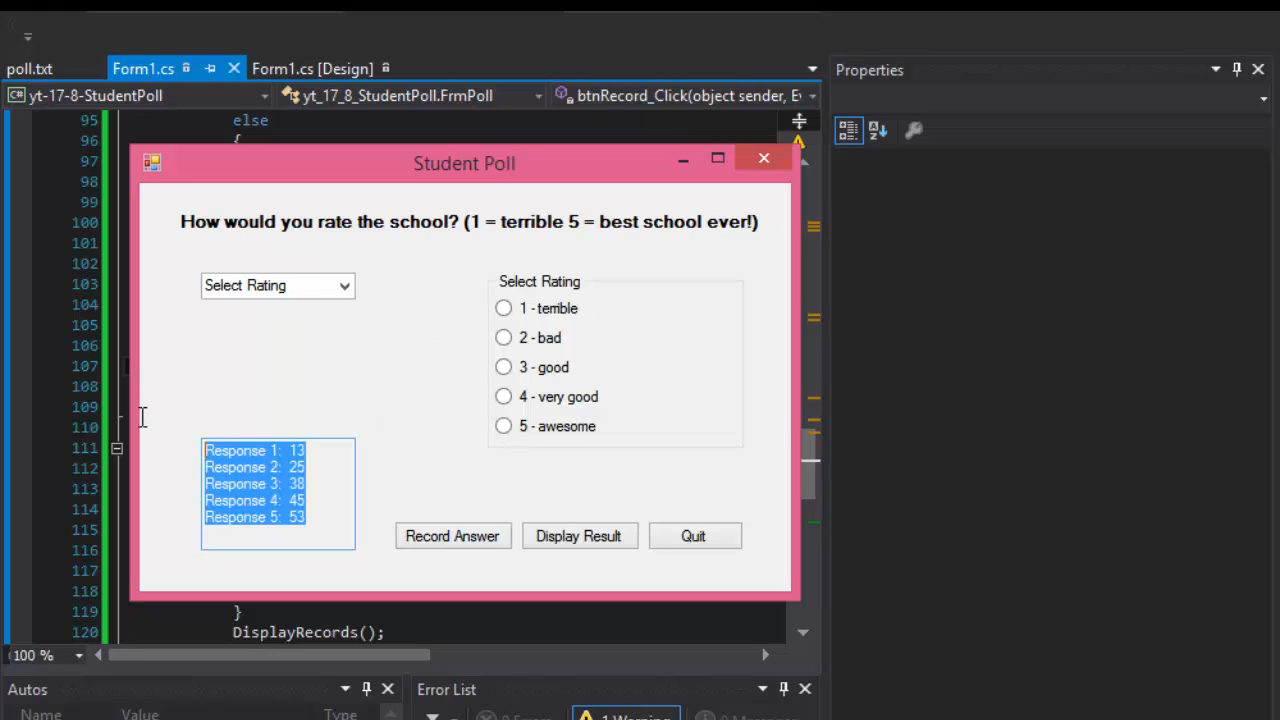 poll.txt Form1.cs Form1.cs [Design] Properties
yt-17-8-StudentPoll yt_17_8_StudentPoll.FrmPoll btnRecord_Click(object sender, E
95 else
96 {
97
98
99
100
101
102
103
104
105
106
107
108
109
110
111
112
113
114
115
116
117
118
119 }
120 DisplayRecords();
Student Poll
How would you rate the school? (1 = terrible 5 = best school ever!)
Select Rating
Select Rating
1 - terrible
2 - bad
3 - good
4 - very good
5 - awesome
Response 1: 13
Response 2: 25
Response 3: 38
Response 4: 45
Response 5: 53
Record Answer Display Result Quit
100 %
Autos Error List
Name Value Type 0 Errors 1 Warning 0 Messages